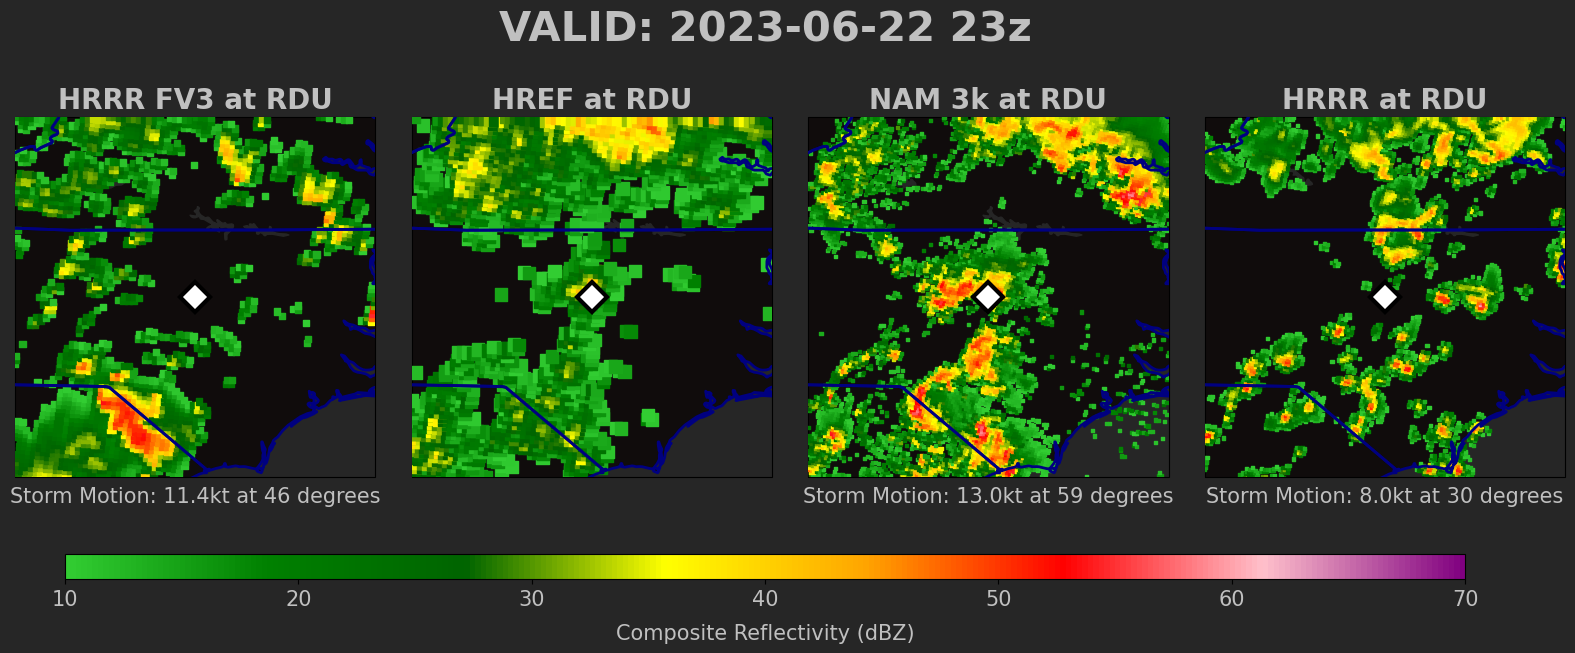 VALID: 2023-06-22 23z
HRRR FV3 at RDU
HREF at RDU
NAM 3k at RDU
HRRR at RDU
Storm Motion: 11.4kt at 46 degrees
Storm Motion: 13.0kt at 59 degrees
Storm Motion: 8.0kt at 30 degrees
10 20 30 40 50 60 70
Composite Reflectivity (dBZ)